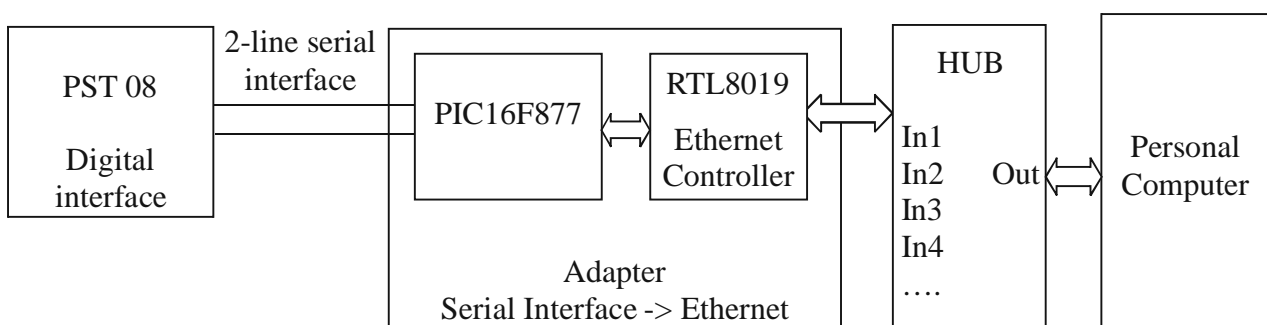 PST 08
Digital
interface
2-line serial
interface
PIC16F877
RTL8019
Ethernet
Controller
Adapter
Serial Interface -> Ethernet
HUB
In1
In2
In3
In4
....
Out
Personal
Computer